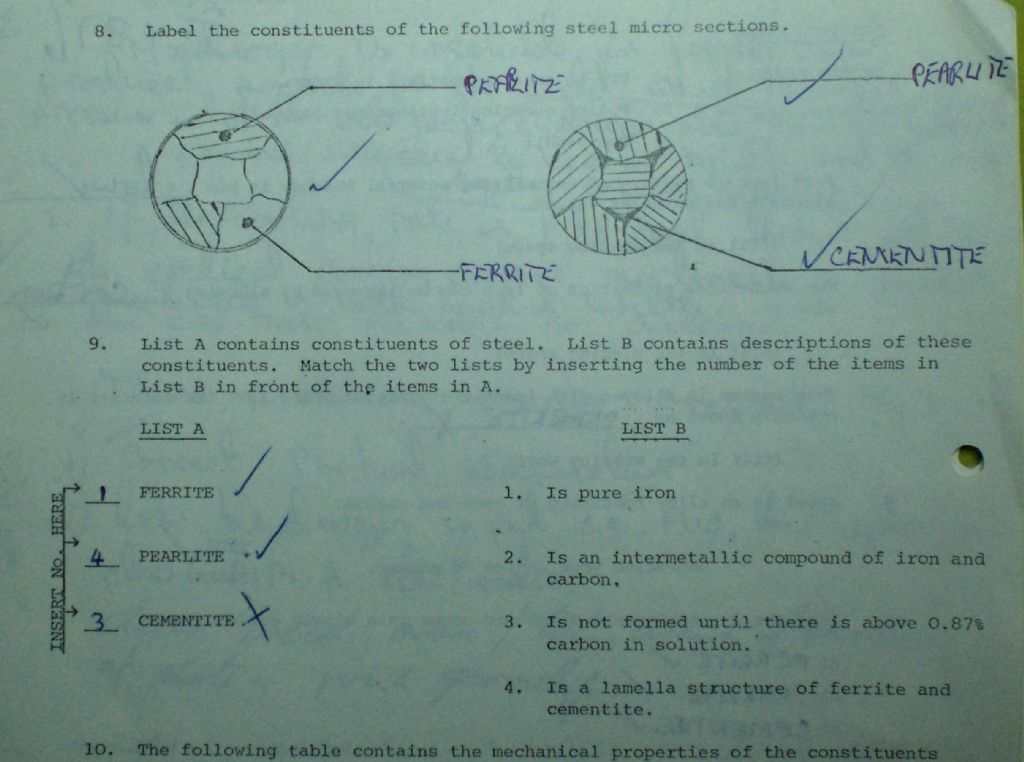 8. Label the constituents of the following steel micro sections.
PEARLITE
PEARLITE
FERRITE
CEMENTITE
9. List A contains constituents of steel. List B contains descriptions of these
constituents. Match the two lists by inserting the number of the items in
List B in front of the items in A.
LIST A
LIST B
INSERT NO. HERE
1 FERRITE
1. Is pure iron
4 PEARLITE
2. Is an intermetallic compound of iron and
carbon.
3 CEMENTITE
3. Is not formed until there is above 0.87%
carbon in solution.
4. Is a lamella structure of ferrite and
cementite.
10. The following table contains the mechanical properties of the constituents